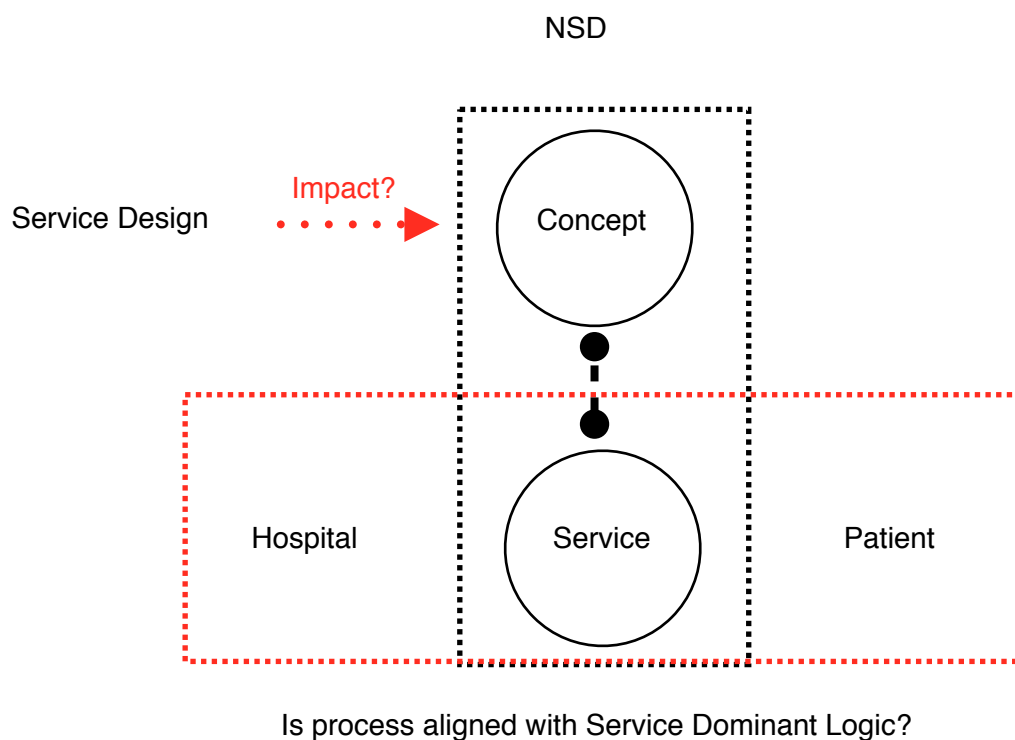 NSD
Impact?
Service Design
Concept
Hospital
Service
Patient
Is process aligned with Service Dominant Logic?